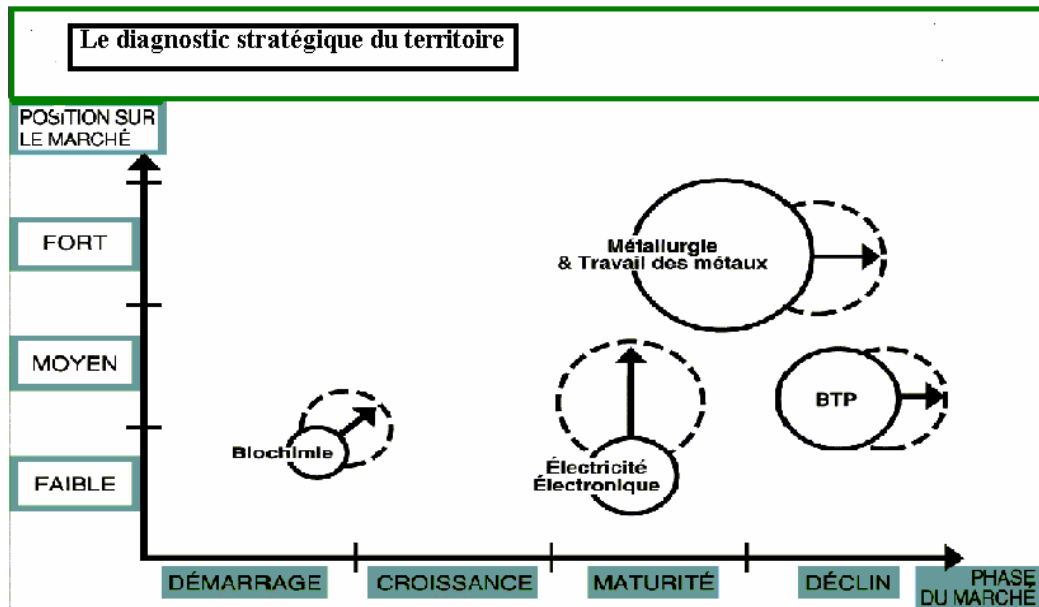 Le diagnostic stratégique du territoire
POSITION SUR
LE MARCHÉ
FORT
MOYEN
FAIBLE
Métallurgie
& Travail des métaux
BTP
Biochimie
Électricité
Électronique
DÉMARRAGE
CROISSANCE
MATURITÉ
DÉCLIN
PHASE
DU MARCHÉ